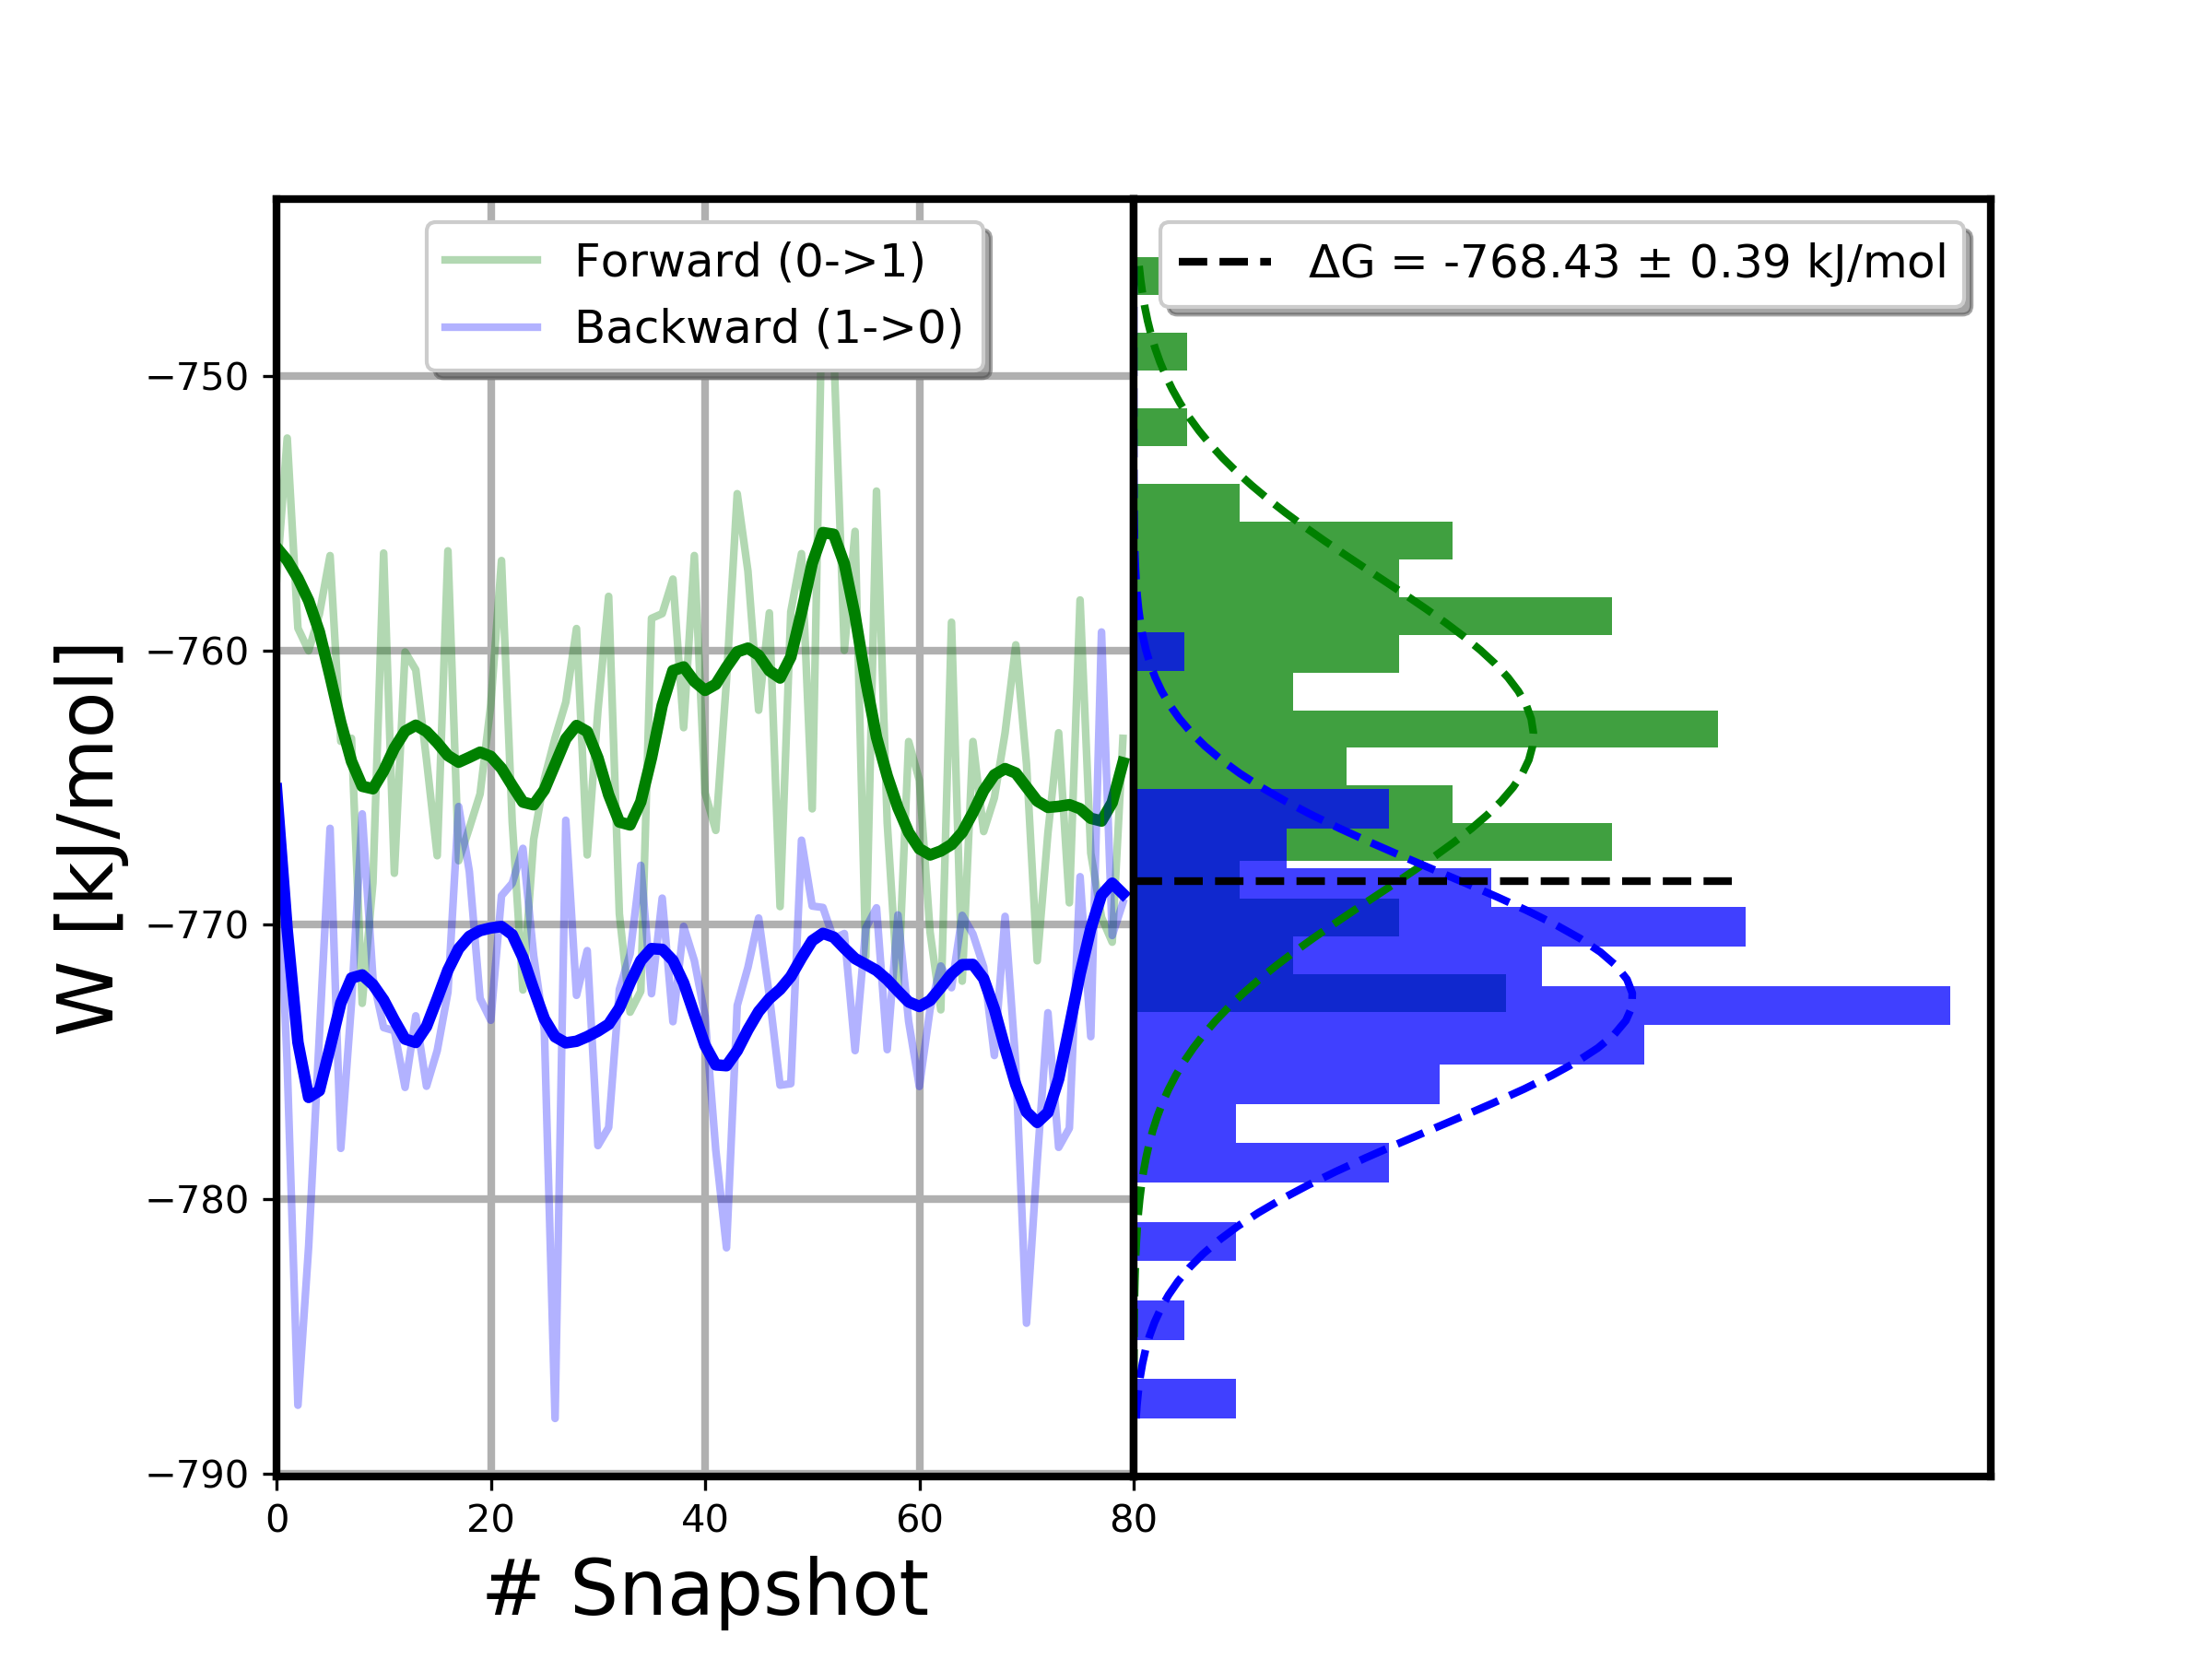 Forward (0->1)
Backward (1->0)
ΔG = -768.43 ± 0.39 kJ/mol
W [kJ/mol]
−750
−760
−770
−780
−790
0 20 40 60 80
# Snapshot